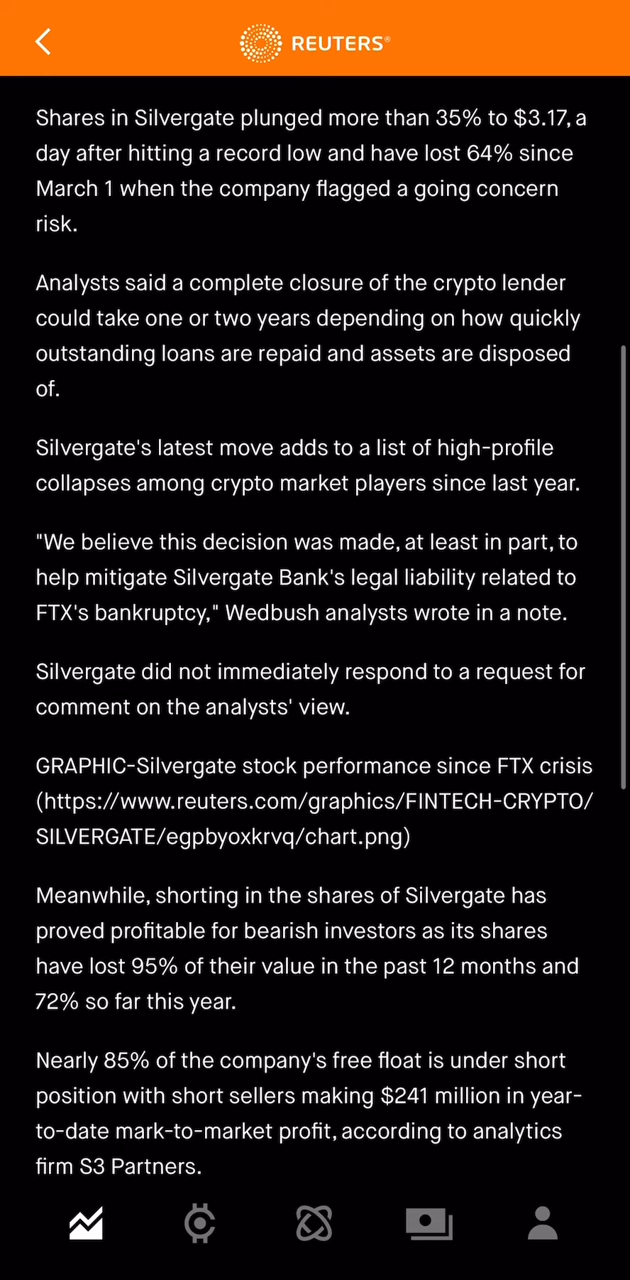 REUTERS®
Shares in Silvergate plunged more than 35% to $3.17, a
day after hitting a record low and have lost 64% since
March 1 when the company flagged a going concern
risk.
Analysts said a complete closure of the crypto lender
could take one or two years depending on how quickly
outstanding loans are repaid and assets are disposed
of.
Silvergate's latest move adds to a list of high-profile
collapses among crypto market players since last year.
"We believe this decision was made, at least in part, to
help mitigate Silvergate Bank's legal liability related to
FTX's bankruptcy," Wedbush analysts wrote in a note.
Silvergate did not immediately respond to a request for
comment on the analysts' view.
GRAPHIC-Silvergate stock performance since FTX crisis
(https://www.reuters.com/graphics/FINTECH-CRYPTO/
SILVERGATE/egpbyoxkrvq/chart.png)
Meanwhile, shorting in the shares of Silvergate has
proved profitable for bearish investors as its shares
have lost 95% of their value in the past 12 months and
72% so far this year.
Nearly 85% of the company's free float is under short
position with short sellers making $241 million in year-
to-date mark-to-market profit, according to analytics
firm S3 Partners.